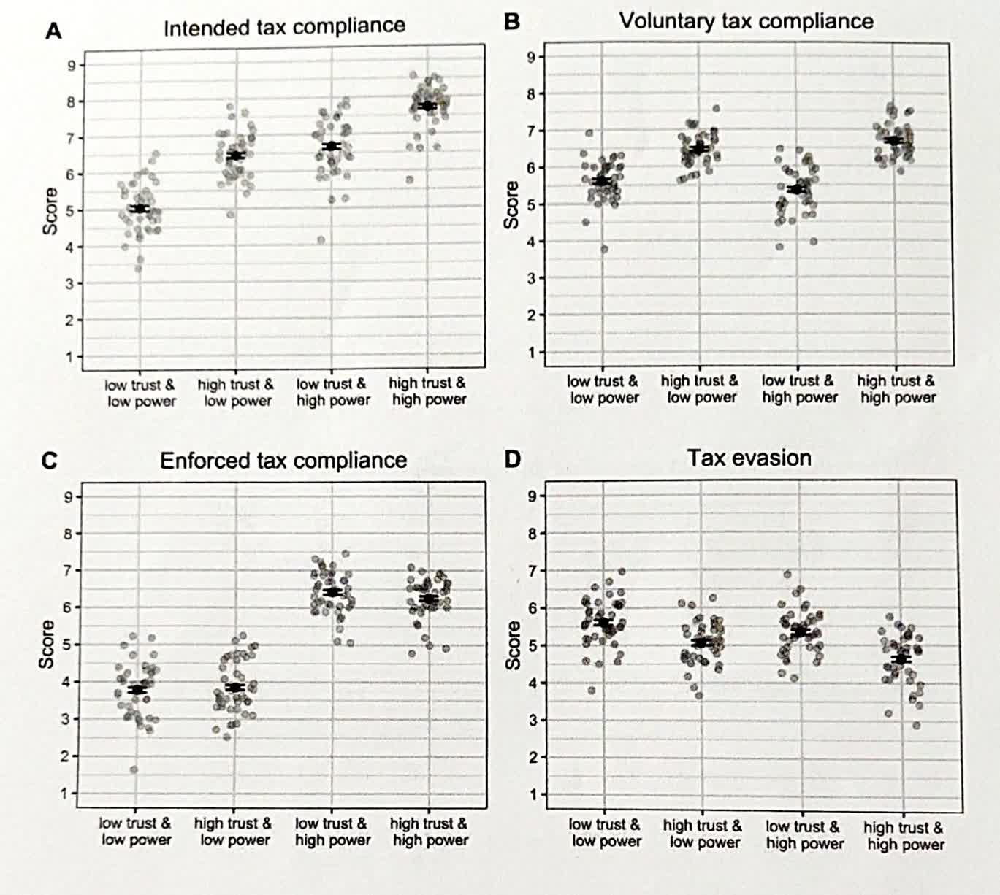 A
Intended tax compliance
9
8
7
6
5
4
3
2
1
Score
low trust & low power
high trust & low power
low trust & high power
high trust & high power
B
Voluntary tax compliance
9
8
7
6
5
4
3
2
1
Score
low trust & low power
high trust & low power
low trust & high power
high trust & high power
C
Enforced tax compliance
9
8
7
6
5
4
3
2
1
Score
low trust & low power
high trust & low power
low trust & high power
high trust & high power
D
Tax evasion
9
8
7
6
5
4
3
2
1
Score
low trust & low power
high trust & low power
low trust & high power
high trust & high power